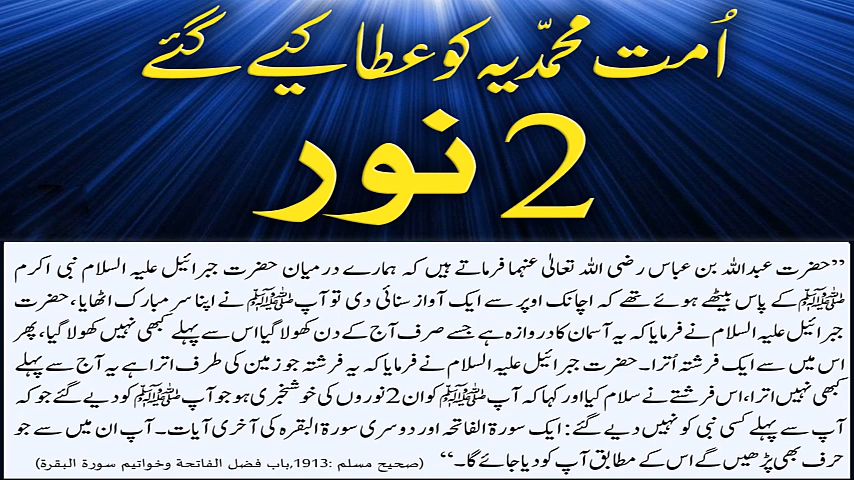 اُمت محمدّیہ کو عطا کیے گئے
2 نور
’’حضرت عبداللہ بن عباس رضی اللہ تعالیٰ عنہما فرماتے ہیں کہ ہمارے درمیان حضرت جبرائیل علیہ السلام نبی اکرم
ﷺ کے پاس بیٹھے ہوئے تھے کہ اچانک اوپر سے ایک آواز سنائی دی تو آپ ﷺ نے اپنا سر مبارک اٹھایا، حضرت
جبرائیل علیہ السلام نے فرمایا کہ یہ آسمان کا دروازہ ہے جسے صرف آج کے دن کھولا گیا اس سے پہلے کبھی نہیں کھولا گیا، پھر
اس میں سے ایک فرشتہ اُترا۔ حضرت جبرائیل علیہ السلام نے فرمایا کہ یہ فرشتہ جو زمین کی طرف اترا ہے یہ آج سے پہلے
کبھی نہیں اترا، اس فرشتے نے سلام کیا اور کہا کہ آپ ﷺ کو ان 2 نوروں کی خوشخبری ہو جو آپ ﷺ کو دیے گئے جو کہ
آپ سے پہلے کسی نبی کو نہیں دیے گئے: ایک سورۃ الفاتحہ اور دوسری سورۃ البقرہ کی آخری آیات۔ آپ ان میں سے جو
حرف بھی پڑھیں گے اس کے مطابق آپ کو دیا جائے گا۔‘‘ (صحیح مسلم :1913,باب فضل الفاتحة وخواتیم سورة البقرة)